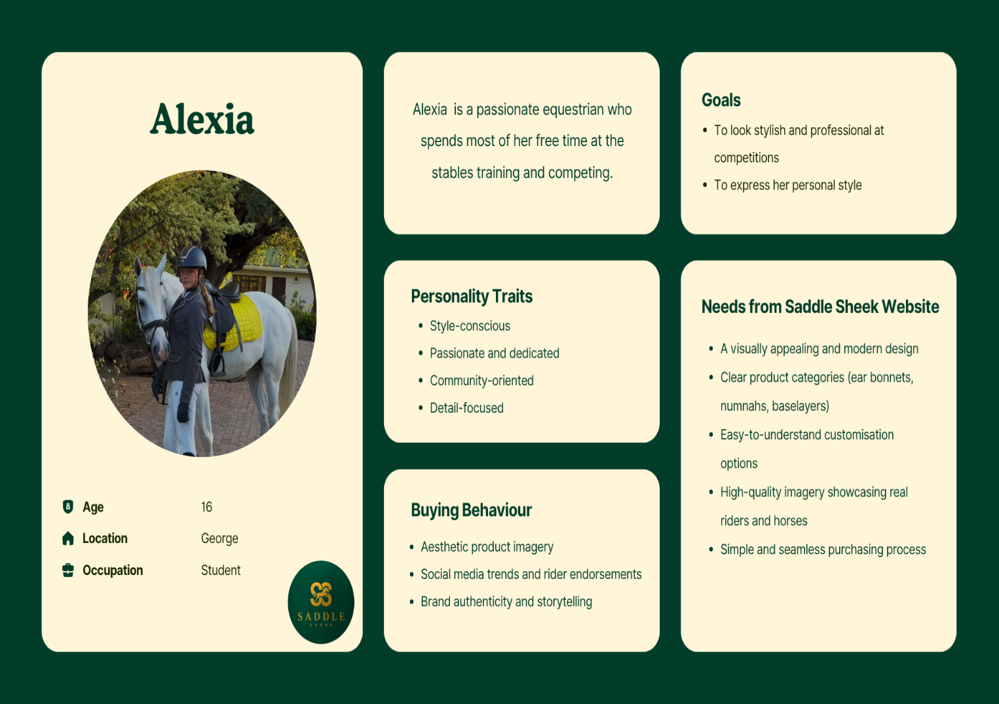 Alexia
Age 16
Location George
Occupation Student
SADDLE
SHEEK
Alexia is a passionate equestrian who
spends most of her free time at the
stables training and competing.
Personality Traits
• Style-conscious
• Passionate and dedicated
• Community-oriented
• Detail-focused
Buying Behaviour
• Aesthetic product imagery
• Social media trends and rider endorsements
• Brand authenticity and storytelling
Goals
• To look stylish and professional at
competitions
• To express her personal style
Needs from Saddle Sheek Website
• A visually appealing and modern design
• Clear product categories (ear bonnets,
numnahs, baselayers)
• Easy-to-understand customisation
options
• High-quality imagery showcasing real
riders and horses
• Simple and seamless purchasing process